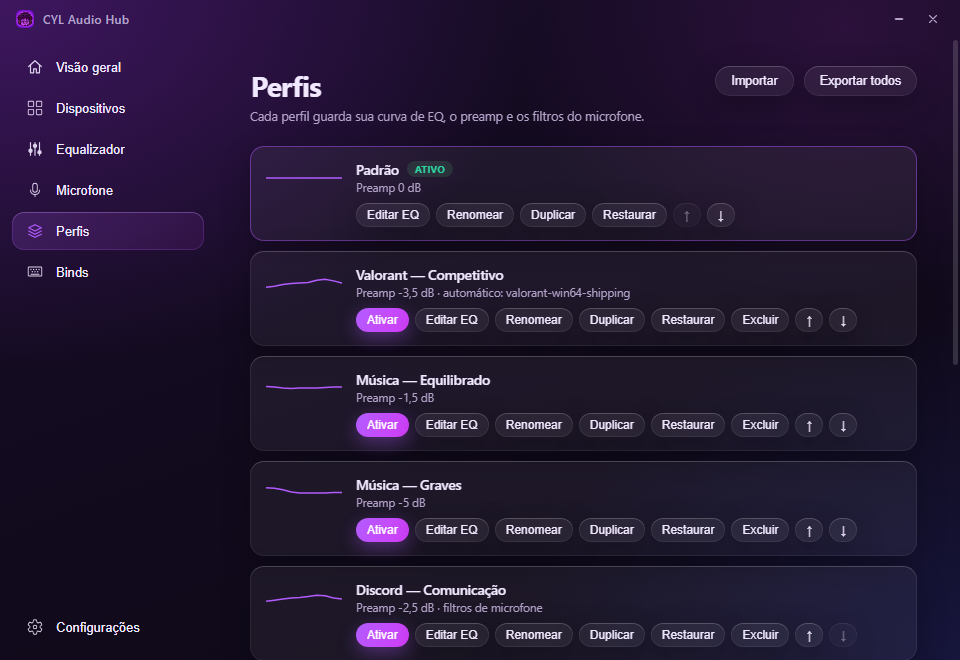 CYL Audio Hub
Visão geral
Dispositivos
Equalizador
Microfone
Perfis
Binds
Configurações
Perfis
Importar
Exportar todos
Cada perfil guarda sua curva de EQ, o preamp e os filtros do microfone.
Padrão ATIVO
Preamp 0 dB
Editar EQ Renomear Duplicar Restaurar ↑ ↓
Valorant — Competitivo
Preamp -3,5 dB · automático: valorant-win64-shipping
Ativar Editar EQ Renomear Duplicar Restaurar Excluir ↑ ↓
Música — Equilibrado
Preamp -1,5 dB
Ativar Editar EQ Renomear Duplicar Restaurar Excluir ↑ ↓
Música — Graves
Preamp -5 dB
Ativar Editar EQ Renomear Duplicar Restaurar Excluir ↑ ↓
Discord — Comunicação
Preamp -2,5 dB · filtros de microfone
Ativar Editar EQ Renomear Duplicar Restaurar Excluir ↑ ↓